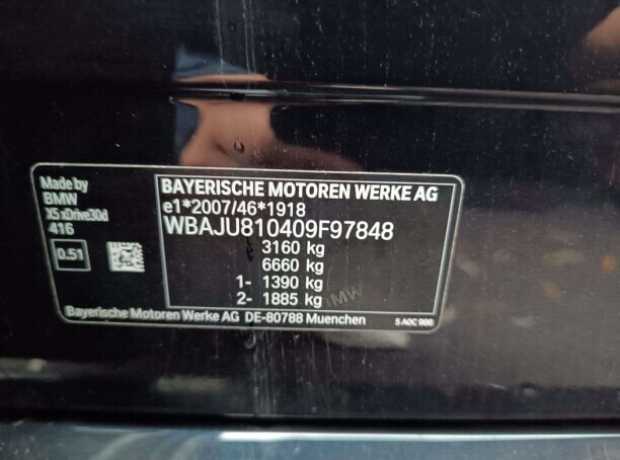 Made by
BMW
X5 xDrive30d
416
0.51
BAYERISCHE MOTOREN WERKE AG
e1*2007/46*1918
WBAJU810409F97848
3160 kg
6660 kg
1- 1390 kg
2- 1885 kg
BMW
Bayerische Motoren Werke AG DE-80788 Muenchen